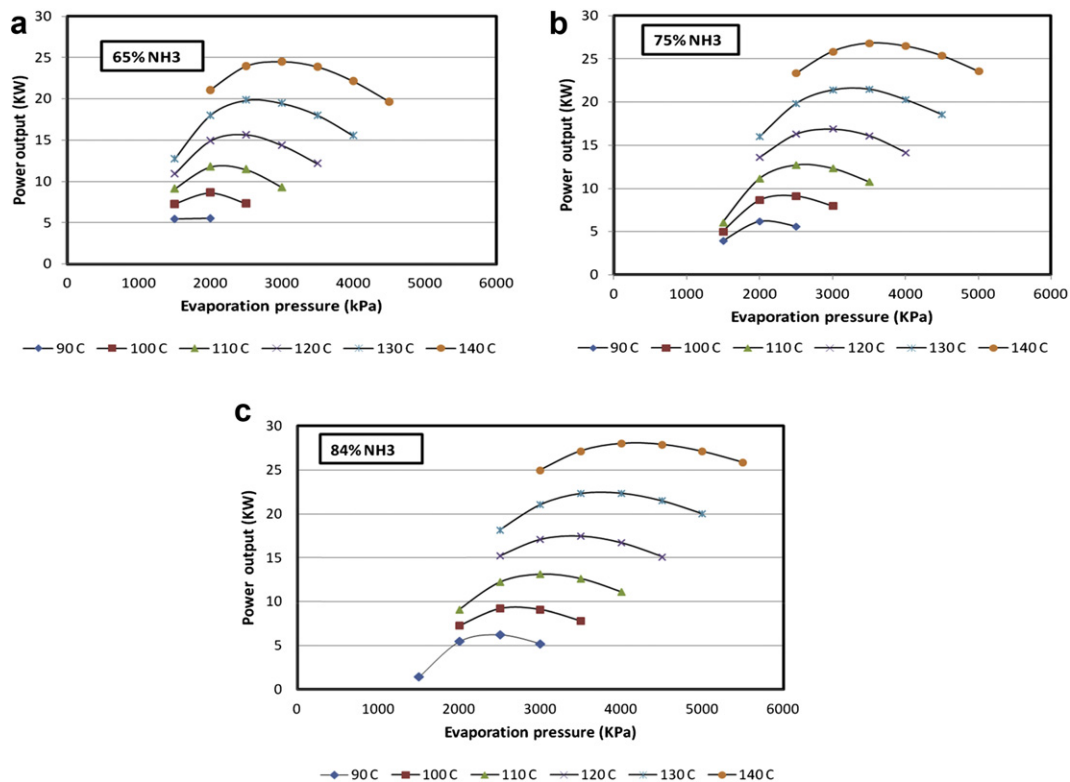 a
65% NH3
Power output (KW)
30
25
20
15
10
5
0
0 1000 2000 3000 4000 5000 6000
Evaporation pressure (kPa)
90 C 100 C 110 C 120 C 130 C 140 C
b
75% NH3
Power output (KW)
30
25
20
15
10
5
0
0 1000 2000 3000 4000 5000 6000
Evaporation pressure (KPa)
90 C 100 C 110 C 120 C 130 C 140 C
c
84% NH3
Power output (KW)
30
25
20
15
10
5
0
0 1000 2000 3000 4000 5000 6000
Evaporation pressure (KPa)
90 C 100 C 110 C 120 C 130 C 140 C